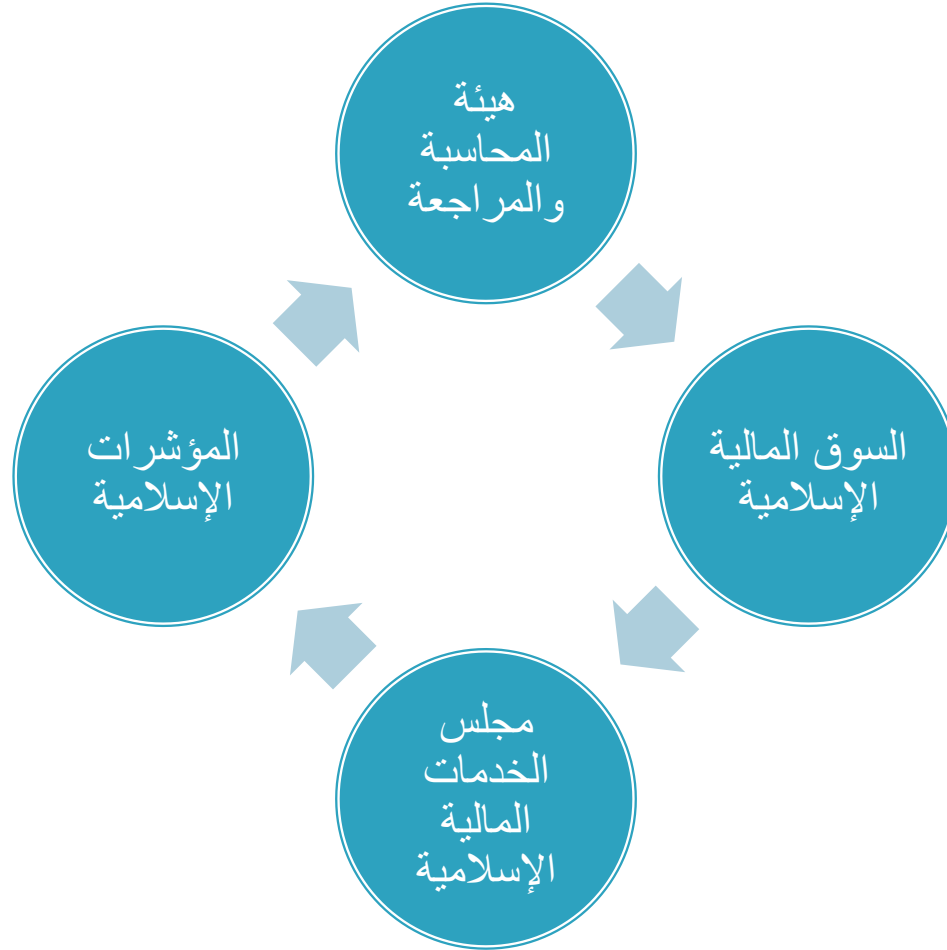 هيئة
المحاسبة
والمراجعة
السوق المالية
الإسلامية
مجلس
الخدمات
المالية
الإسلامية
المؤشرات
الإسلامية